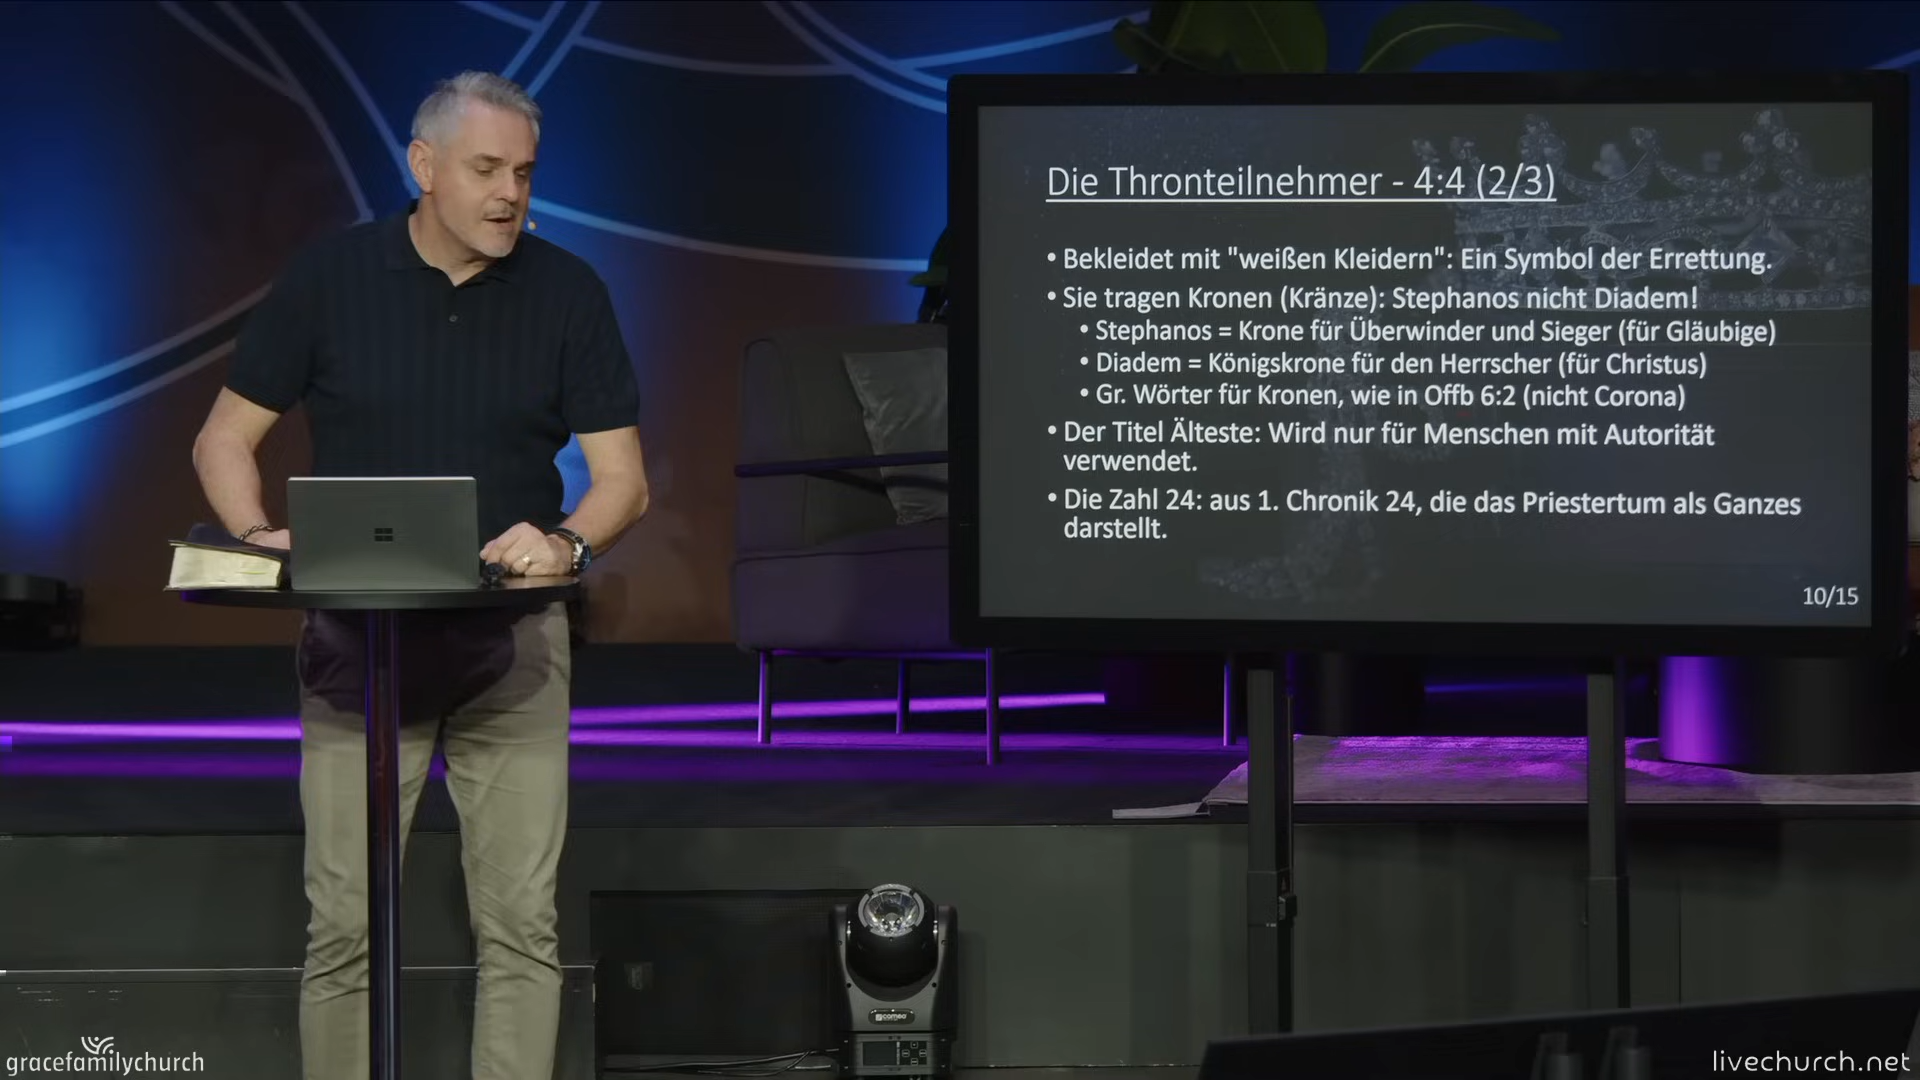 Die Thronteilnehmer - 4:4 (2/3)
• Bekleidet mit "weißen Kleidern": Ein Symbol der Errettung.
• Sie tragen Kronen (Kränze): Stephanos nicht Diadem!
• Stephanos = Krone für Überwinder und Sieger (für Gläubige)
• Diadem = Königskrone für den Herrscher (für Christus)
• Gr. Wörter für Kronen, wie in Offb 6:2 (nicht Corona)
• Der Titel Älteste: Wird nur für Menschen mit Autorität
verwendet.
• Die Zahl 24: aus 1. Chronik 24, die das Priestertum als Ganzes
darstellt.
10/15
cameo
gracefamilychurch
livechurch.net